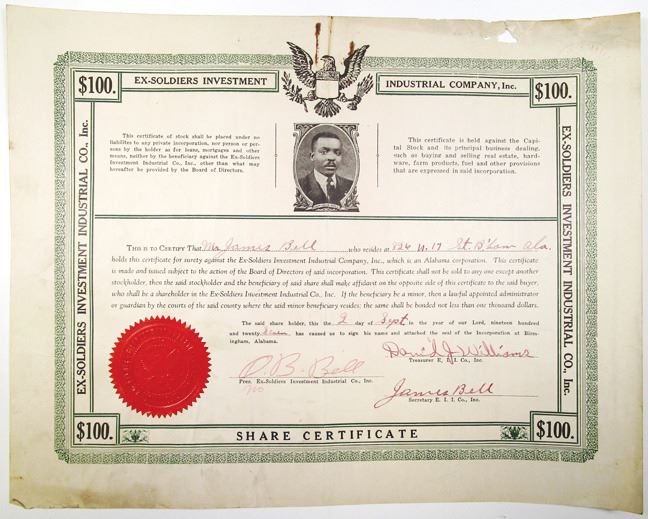 $100.
EX-SOLDIERS INVESTMENT
INDUSTRIAL COMPANY, Inc.
$100.
EX-SOLDIERS INVESTMENT INDUSTRIAL CO., Inc.
EX-SOLDIERS INVESTMENT INDUSTRIAL CO., Inc.
This certificate of stock shall be placed under no
liabilites to any private incorporation, nor person or per-
sons by the holder as for loans, mortgages and other
means, neither by the beneficiary against the Ex-Soldiers
Investment Industrial Co., Inc., other than what may
hereafter be provided by the Board of Directors.
This certificate is held against the Capi-
tal Stock and its principal business dealing,
such as buying and selling real estate, hard-
ware, farm products, fuel and other provisions
that are expressed in said incorporation.
THIS IS TO CERTIFY That Mr. James Bell who resides at 826 N. 17 St. B'ham Ala.
holds this certificate for surety against the Ex-Soldiers Investment Industrial Company, Inc., which is an Alabama corporation. This certificate
is made and issued subject to the action of the Board of Directors of said incorporation. This certificate shall not be sold to any one except another
stockholder, then the said stockholder and the beneficiary of said share shall make affidavit on the opposite side of this certificate to the said buyer,
who shall be a shareholder in the Ex-Soldiers Investment Industrial Co., Inc. If the beneficiary be a minor, then a lawful appointed administrator
or guardian by the courts of the said county where the said minor beneficiary resides; the same shall be bonded not less than one thousand dollars.
The said share holder, this the 2 day of Sept in the year of our Lord, nineteen hundred
and twenty has caused us to sign his name and attached the seal of the Incorporation at Birm-
ingham, Alabama.
Williams
Treasurer E. I. I. Co., Inc.
O. B. Bell
Pres. Ex-Soldiers Investment Industrial Co., Inc.
James Bell
Secretary E. I. I. Co., Inc.
$100.
SHARE CERTIFICATE
$100.